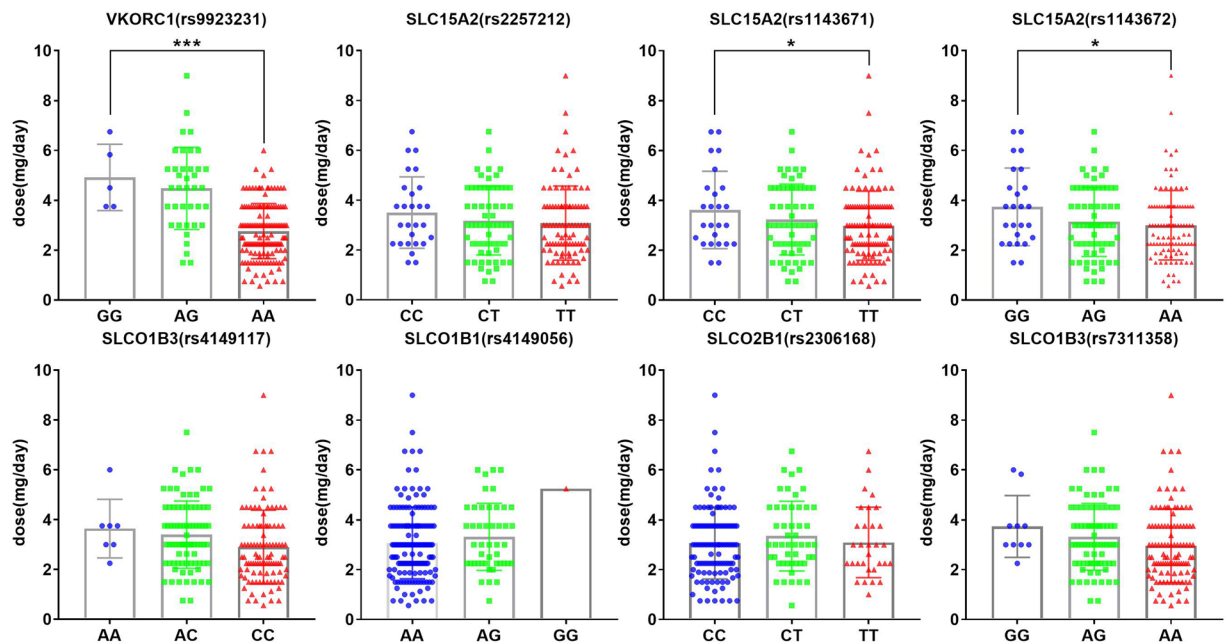 VKORC1(rs9923231)
SLC15A2(rs2257212)
SLC15A2(rs1143671)
SLC15A2(rs1143672)
***
*
*
dose(mg/day)
10
8
6
4
2
0
GG AG AA
dose(mg/day)
10
8
6
4
2
0
CC CT TT
dose(mg/day)
10
8
6
4
2
0
CC CT TT
dose(mg/day)
10
8
6
4
2
0
GG AG AA
SLCO1B3(rs4149117)
SLCO1B1(rs4149056)
SLCO2B1(rs2306168)
SLCO1B3(rs7311358)
dose(mg/day)
10
8
6
4
2
0
AA AC CC
dose(mg/day)
10
8
6
4
2
0
AA AG GG
dose(mg/day)
10
8
6
4
2
0
CC CT TT
dose(mg/day)
10
8
6
4
2
0
GG AG AA